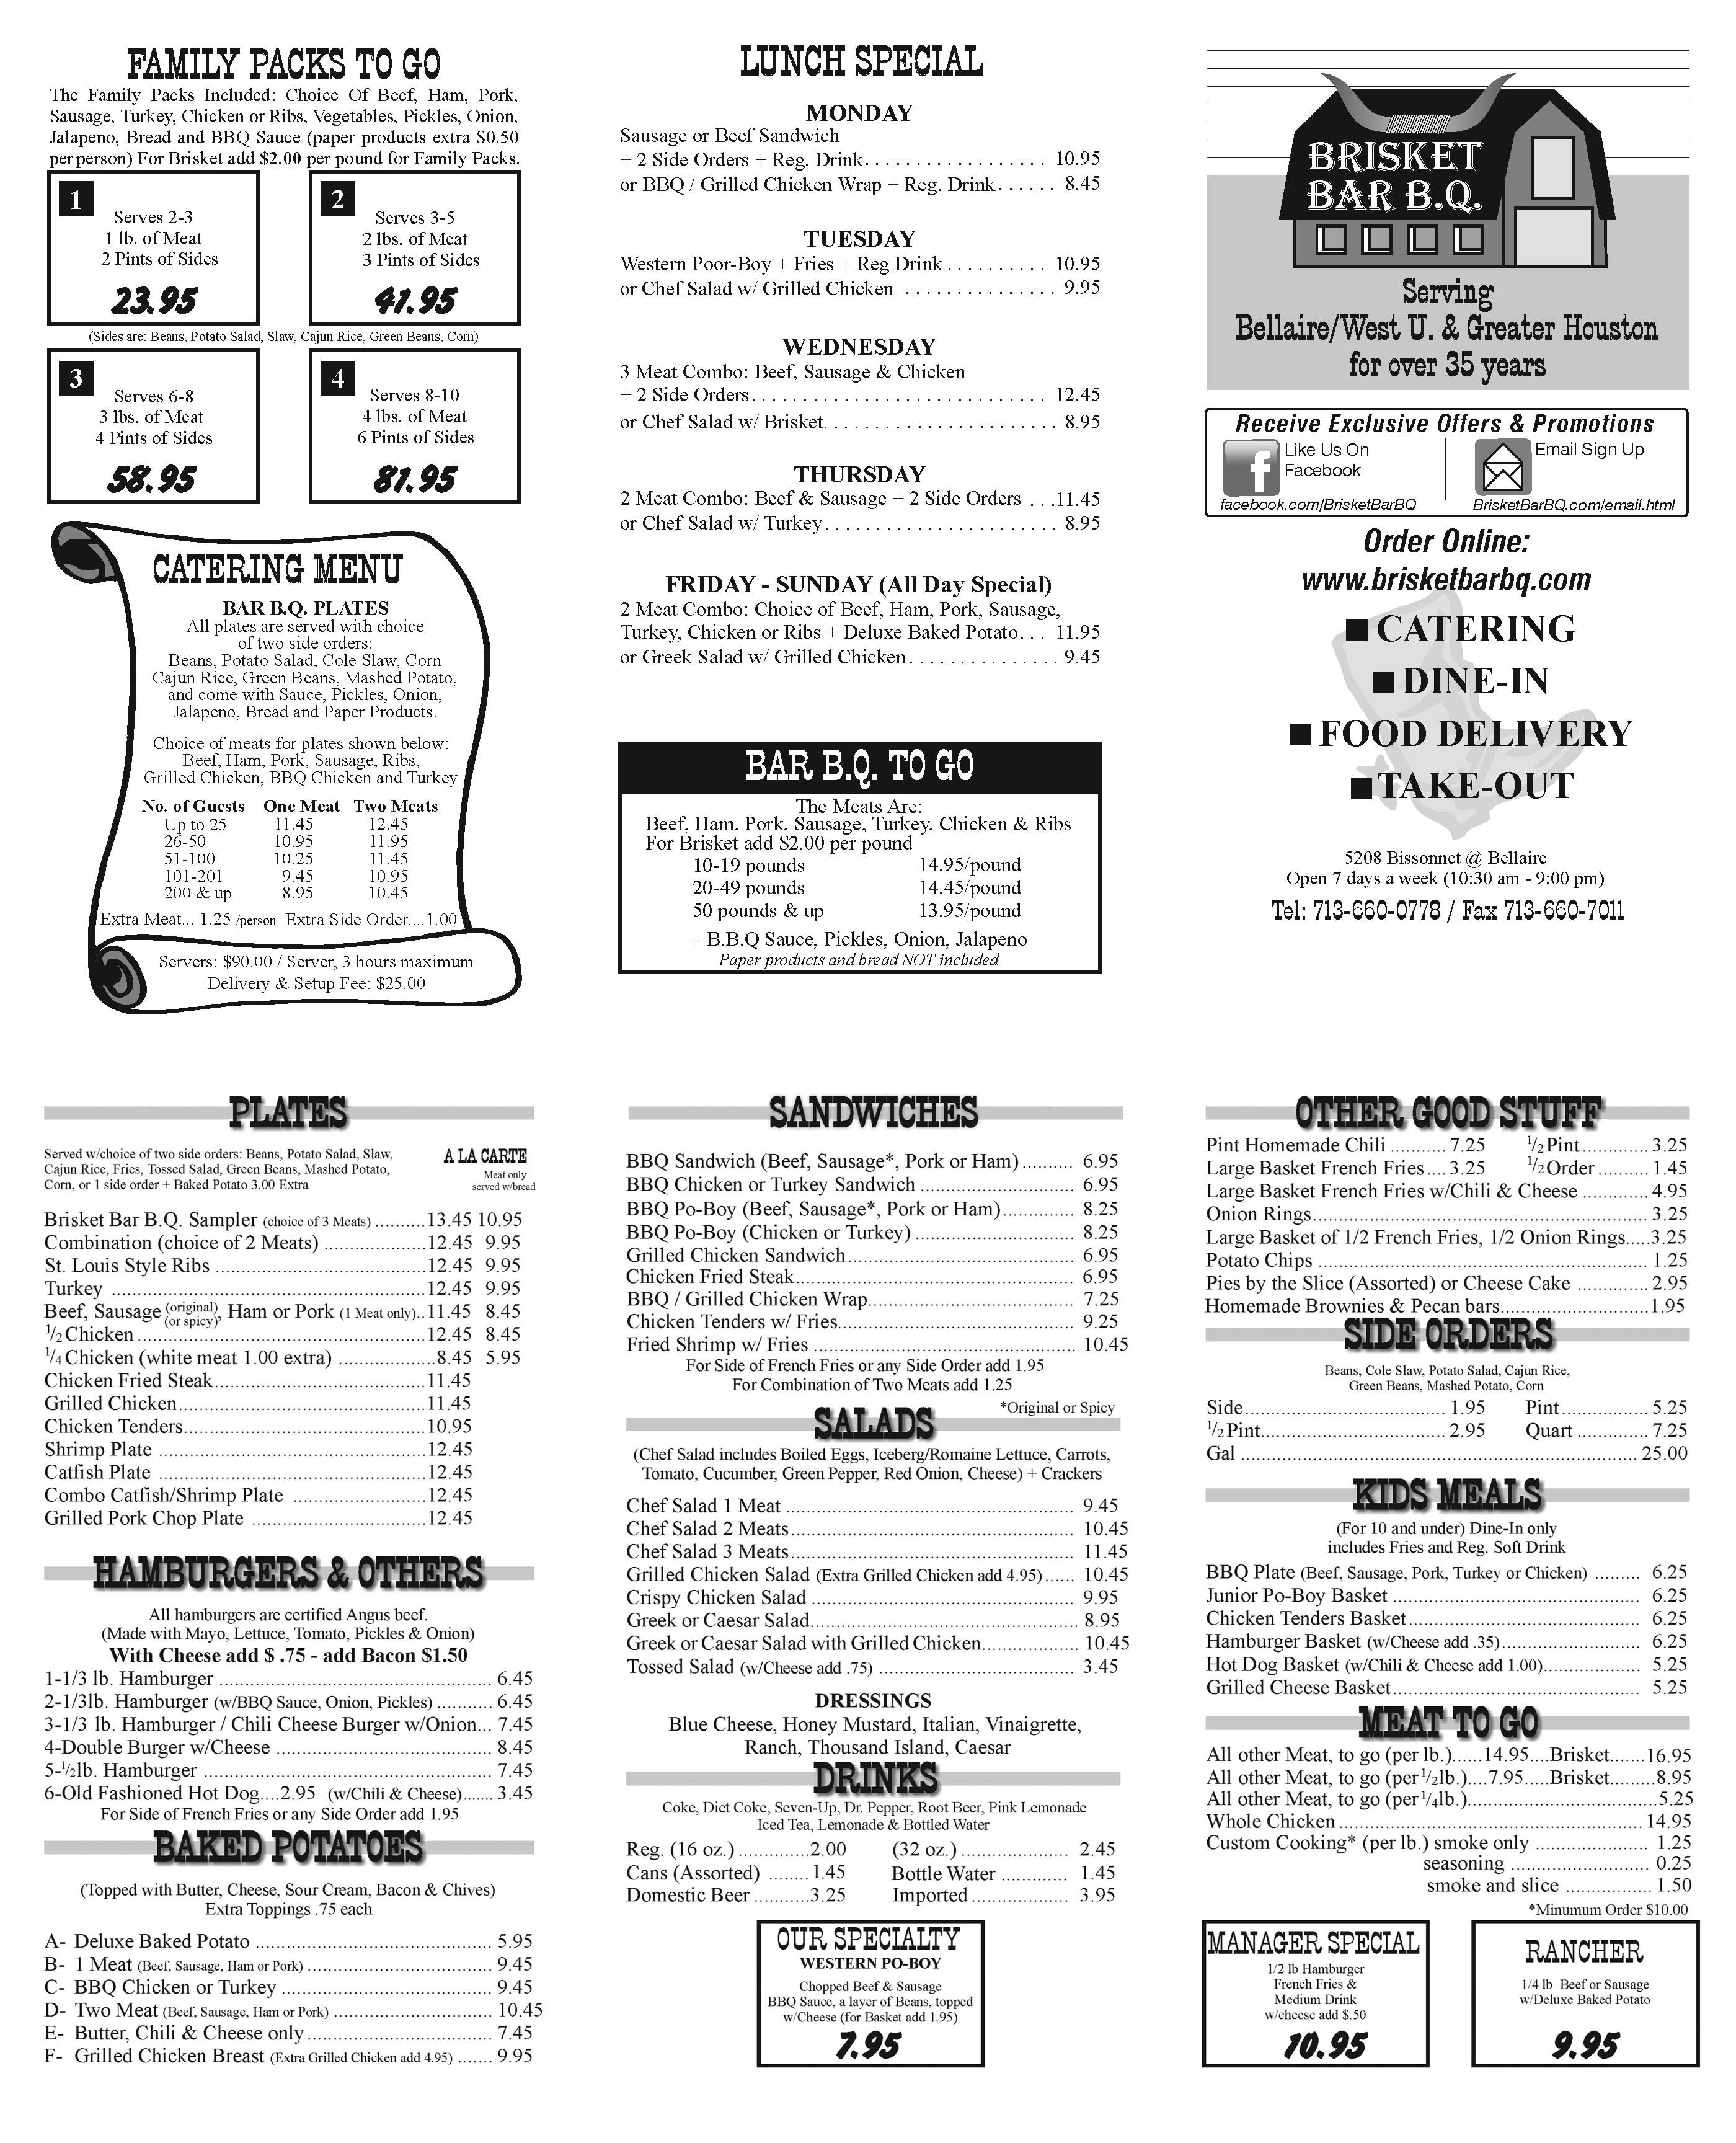 FAMILY PACKS TO GO
The Family Packs Included: Choice Of Beef, Ham, Pork,
Sausage, Turkey, Chicken or Ribs, Vegetables, Pickles, Onion,
Jalapeno, Bread and BBQ Sauce (paper products extra $0.50
per person) For Brisket add $2.00 per pound for Family Packs.
1
Serves 2-3
1 lb. of Meat
2 Pints of Sides
23.95
2
Serves 3-5
2 lbs. of Meat
3 Pints of Sides
41.95
(Sides are: Beans, Potato Salad, Slaw, Cajun Rice, Green Beans, Corn)
3
Serves 6-8
3 lbs. of Meat
4 Pints of Sides
58.95
4
Serves 8-10
4 lbs. of Meat
6 Pints of Sides
81.95
CATERING MENU
BAR B.Q. PLATES
All plates are served with choice
of two side orders:
Beans, Potato Salad, Cole Slaw, Corn
Cajun Rice, Green Beans, Mashed Potato,
and come with Sauce, Pickles, Onion,
Jalapeno, Bread and Paper Products.
Choice of meats for plates shown below:
Beef, Ham, Pork, Sausage, Ribs,
Grilled Chicken, BBQ Chicken and Turkey
No. of Guests One Meat Two Meats
Up to 25 11.45 12.45
26-50 10.95 11.95
51-100 10.25 11.45
101-201 9.45 10.95
200 & up 8.95 10.45
Extra Meat... 1.25 /person Extra Side Order....1.00
Servers: $90.00 / Server, 3 hours maximum
Delivery & Setup Fee: $25.00
LUNCH SPECIAL
MONDAY
Sausage or Beef Sandwich
+ 2 Side Orders + Reg. Drink. . . . . . . . . . . . . . . . . . 10.95
or BBQ / Grilled Chicken Wrap + Reg. Drink. . . . . . 8.45
TUESDAY
Western Poor-Boy + Fries + Reg Drink . . . . . . . . . . 10.95
or Chef Salad w/ Grilled Chicken . . . . . . . . . . . . . . . 9.95
WEDNESDAY
3 Meat Combo: Beef, Sausage & Chicken
+ 2 Side Orders. . . . . . . . . . . . . . . . . . . . . . . . . . . . . 12.45
or Chef Salad w/ Brisket. . . . . . . . . . . . . . . . . . . . . . . 8.95
THURSDAY
2 Meat Combo: Beef & Sausage + 2 Side Orders . . .11.45
or Chef Salad w/ Turkey. . . . . . . . . . . . . . . . . . . . . . . 8.95
FRIDAY - SUNDAY (All Day Special)
2 Meat Combo: Choice of Beef, Ham, Pork, Sausage,
Turkey, Chicken or Ribs + Deluxe Baked Potato. . . 11.95
or Greek Salad w/ Grilled Chicken. . . . . . . . . . . . . . . 9.45
BAR B.Q. TO GO
The Meats Are:
Beef, Ham, Pork, Sausage, Turkey, Chicken & Ribs
For Brisket add $2.00 per pound
10-19 pounds 14.95/pound
20-49 pounds 14.45/pound
50 pounds & up 13.95/pound
+ B.B.Q Sauce, Pickles, Onion, Jalapeno
Paper products and bread NOT included
BRISKET
BAR B.Q.
Serving
Bellaire/West U. & Greater Houston
for over 35 years
Receive Exclusive Offers & Promotions
f
Like Us On
Facebook
facebook.com/BrisketBarBQ
Email Sign Up
BrisketBarBQ.com/email.html
Order Online:
www.brisketbarbq.com
■ CATERING
■ DINE-IN
■ FOOD DELIVERY
■ TAKE-OUT
5208 Bissonnet @ Bellaire
Open 7 days a week (10:30 am - 9:00 pm)
Tel: 713-660-0778 / Fax 713-660-7011
PLATES
Served w/choice of two side orders: Beans, Potato Salad, Slaw,
Cajun Rice, Fries, Tossed Salad, Green Beans, Mashed Potato,
Corn, or 1 side order + Baked Potato 3.00 Extra
A LA CARTE
Meat only
served w/bread
Brisket Bar B.Q. Sampler (choice of 3 Meats) ..........13.45 10.95
Combination (choice of 2 Meats) ....................12.45 9.95
St. Louis Style Ribs .........................................12.45 9.95
Turkey .............................................................12.45 9.95
Beef, Sausage (original) (or spicy), Ham or Pork (1 Meat only)..11.45 8.45
1/2 Chicken ........................................................12.45 8.45
1/4 Chicken (white meat 1.00 extra) ...................8.45 5.95
Chicken Fried Steak.........................................11.45
Grilled Chicken................................................11.45
Chicken Tenders...............................................10.95
Shrimp Plate ....................................................12.45
Catfish Plate ....................................................12.45
Combo Catfish/Shrimp Plate ..........................12.45
Grilled Pork Chop Plate ..................................12.45
HAMBURGERS & OTHERS
All hamburgers are certified Angus beef.
(Made with Mayo, Lettuce, Tomato, Pickles & Onion)
With Cheese add $ .75 - add Bacon $1.50
1-1/3 lb. Hamburger ..................................................... 6.45
2-1/3lb. Hamburger (w/BBQ Sauce, Onion, Pickles) ........... 6.45
3-1/3 lb. Hamburger / Chili Cheese Burger w/Onion... 7.45
4-Double Burger w/Cheese .......................................... 8.45
5-1/2lb. Hamburger ........................................................ 7.45
6-Old Fashioned Hot Dog....2.95 (w/Chili & Cheese)....... 3.45
For Side of French Fries or any Side Order add 1.95
BAKED POTATOES
(Topped with Butter, Cheese, Sour Cream, Bacon & Chives)
Extra Toppings .75 each
A- Deluxe Baked Potato .............................................. 5.95
B- 1 Meat (Beef, Sausage, Ham or Pork) .................................... 9.45
C- BBQ Chicken or Turkey ......................................... 9.45
D- Two Meat (Beef, Sausage, Ham or Pork) ............................... 10.45
E- Butter, Chili & Cheese only.................................... 7.45
F- Grilled Chicken Breast (Extra Grilled Chicken add 4.95) ....... 9.95
SANDWICHES
BBQ Sandwich (Beef, Sausage*, Pork or Ham).......... 6.95
BBQ Chicken or Turkey Sandwich .............................. 6.95
BBQ Po-Boy (Beef, Sausage*, Pork or Ham).............. 8.25
BBQ Po-Boy (Chicken or Turkey) ............................... 8.25
Grilled Chicken Sandwich............................................ 6.95
Chicken Fried Steak...................................................... 6.95
BBQ / Grilled Chicken Wrap........................................ 7.25
Chicken Tenders w/ Fries.............................................. 9.25
Fried Shrimp w/ Fries ................................................... 10.45
For Side of French Fries or any Side Order add 1.95
For Combination of Two Meats add 1.25
*Original or Spicy
SALADS
(Chef Salad includes Boiled Eggs, Iceberg/Romaine Lettuce, Carrots,
Tomato, Cucumber, Green Pepper, Red Onion, Cheese) + Crackers
Chef Salad 1 Meat ........................................................ 9.45
Chef Salad 2 Meats....................................................... 10.45
Chef Salad 3 Meats....................................................... 11.45
Grilled Chicken Salad (Extra Grilled Chicken add 4.95)...... 10.45
Crispy Chicken Salad ................................................... 9.95
Greek or Caesar Salad.................................................... 8.95
Greek or Caesar Salad with Grilled Chicken................... 10.45
Tossed Salad (w/Cheese add .75) ...................................... 3.45
DRESSINGS
Blue Cheese, Honey Mustard, Italian, Vinaigrette,
Ranch, Thousand Island, Caesar
DRINKS
Coke, Diet Coke, Seven-Up, Dr. Pepper, Root Beer, Pink Lemonade
Iced Tea, Lemonade & Bottled Water
Reg. (16 oz.)..............2.00 (32 oz.)..................... 2.45
Cans (Assorted) ........1.45 Bottle Water ............. 1.45
Domestic Beer ...........3.25 Imported................... 3.95
OUR SPECIALTY
WESTERN PO-BOY
Chopped Beef & Sausage
BBQ Sauce, a layer of Beans, topped
w/Cheese (for Basket add 1.95)
7.95
OTHER GOOD STUFF
Pint Homemade Chili ...........7.25 1/2 Pint.............3.25
Large Basket French Fries....3.25 1/2 Order..........1.45
Large Basket French Fries w/Chili & Cheese .............4.95
Onion Rings................................................................. 3.25
Large Basket of 1/2 French Fries, 1/2 Onion Rings.....3.25
Potato Chips ................................................................ 1.25
Pies by the Slice (Assorted) or Cheese Cake ..............2.95
Homemade Brownies & Pecan bars.............................1.95
SIDE ORDERS
Beans, Cole Slaw, Potato Salad, Cajun Rice,
Green Beans, Mashed Potato, Corn
Side....................................... 1.95 Pint................. 5.25
1/2 Pint.................................... 2.95 Quart .............. 7.25
Gal ............................................................................. 25.00
KIDS MEALS
(For 10 and under) Dine-In only
includes Fries and Reg. Soft Drink
BBQ Plate (Beef, Sausage, Pork, Turkey or Chicken) ......... 6.25
Junior Po-Boy Basket ................................................ 6.25
Chicken Tenders Basket............................................. 6.25
Hamburger Basket (w/Cheese add .35)........................... 6.25
Hot Dog Basket (w/Chili & Cheese add 1.00)................... 5.25
Grilled Cheese Basket................................................ 5.25
MEAT TO GO
All other Meat, to go (per lb.)......14.95....Brisket.......16.95
All other Meat, to go (per 1/2lb.)....7.95.....Brisket.........8.95
All other Meat, to go (per 1/4lb.).....................................5.25
Whole Chicken ...........................................................14.95
Custom Cooking* (per lb.) smoke only ...................... 1.25
seasoning ........................... 0.25
smoke and slice ................. 1.50
*Minumum Order $10.00
MANAGER SPECIAL
1/2 lb Hamburger
French Fries &
Medium Drink
w/cheese add $.50
10.95
RANCHER
1/4 lb Beef or Sausage
w/Deluxe Baked Potato
9.95